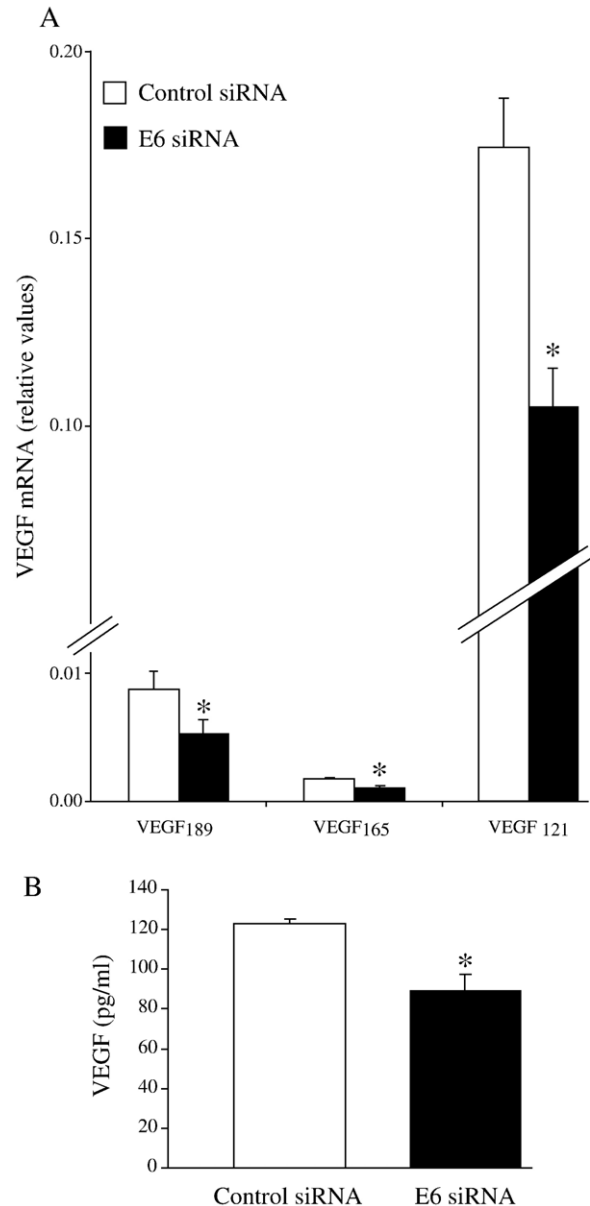 A
0.20
Control siRNA
E6 siRNA
0.15
*
0.10
VEGF mRNA (relative values)
0.01
*
*
0.00
VEGF189 VEGF165 VEGF 121
B
140
120
*
100
80
60
40
20
0
VEGF (pg/ml)
Control siRNA E6 siRNA